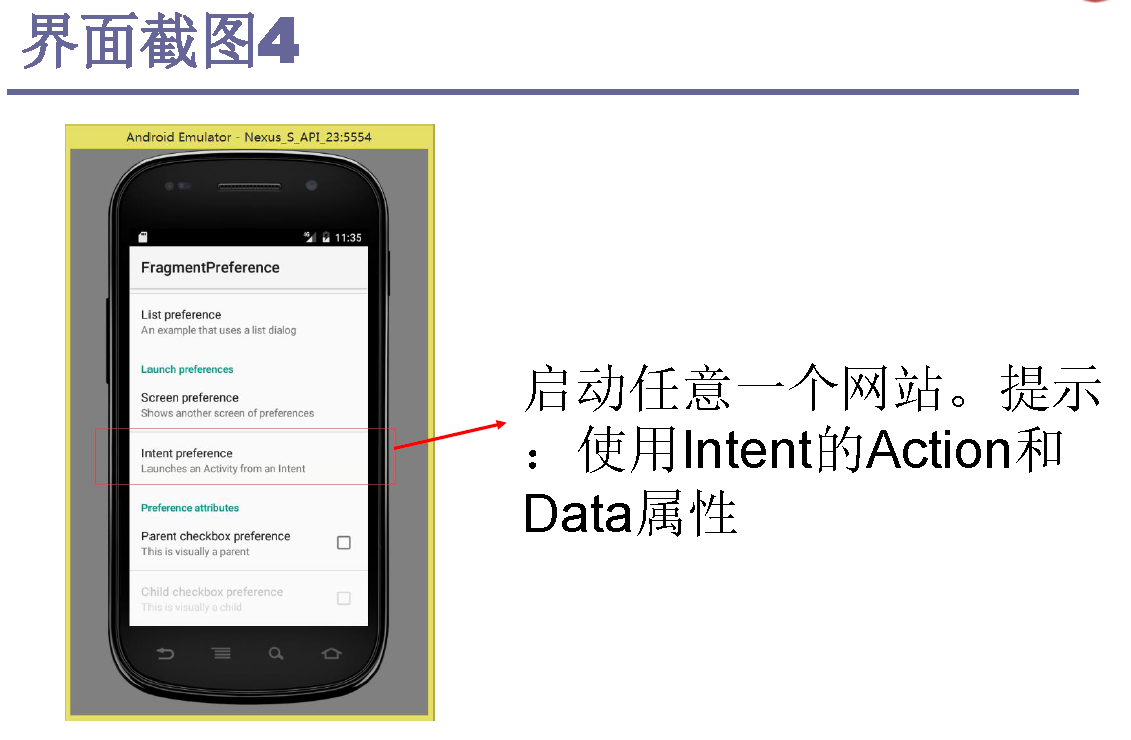 界面截图4
Android Emulator - Nexus_S_API_23:5554
4G 11:35
FragmentPreference
List preference
An example that uses a list dialog
Launch preferences
Screen preference
Shows another screen of preferences
Intent preference
Launches an Activity from an Intent
Preference attributes
Parent checkbox preference
This is visually a parent
Child checkbox preference
This is visually a child
启动任意一个网站。提示
：使用Intent的Action和
Data属性